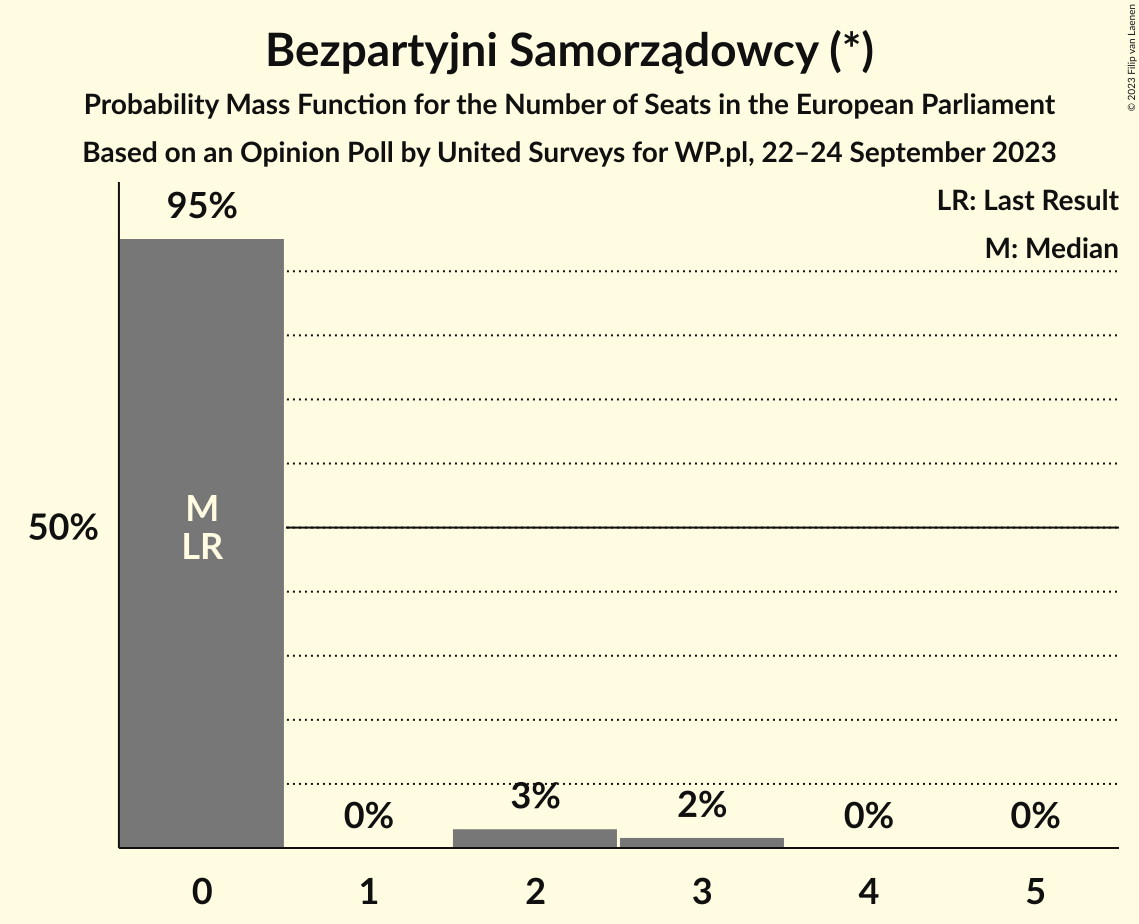 Bezpartyjni Samorządowcy (*)
Probability Mass Function for the Number of Seats in the European Parliament
Based on an Opinion Poll by United Surveys for WP.pl, 22–24 September 2023
© 2023 Filip van Laenen
LR: Last Result
M: Median
95%
M
LR
50%
0%
3%
2%
0%
0%
0
1
2
3
4
5